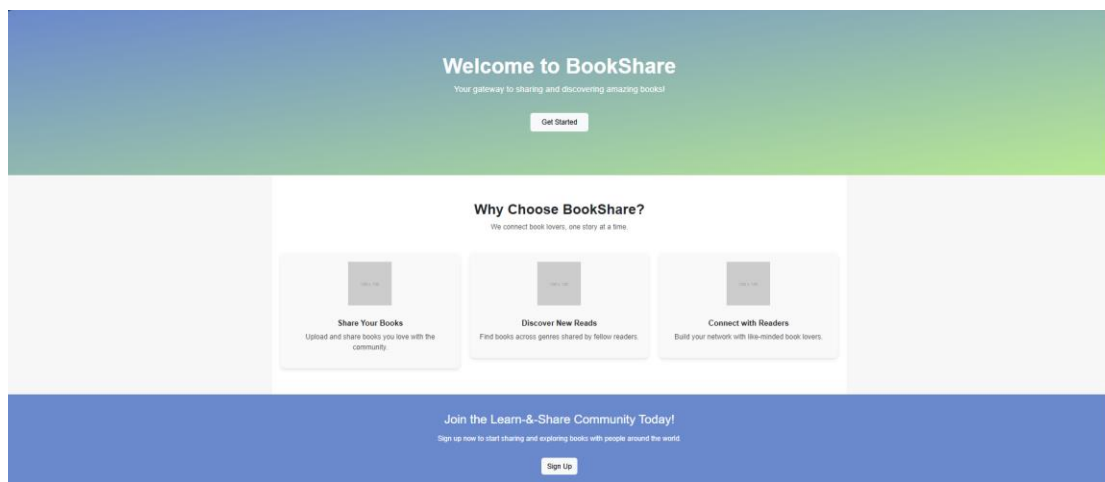 Welcome to BookShare
Your gateway to sharing and discovering amazing books!
Get Started
Why Choose BookShare?
We connect book lovers, one story at a time.
Share Your Books
Upload and share books you love with the
community.
Discover New Reads
Find books across genres shared by fellow readers.
Connect with Readers
Build your network with like-minded book lovers.
Join the Learn-&-Share Community Today!
Sign up now to start sharing and exploring books with people around the world.
Sign Up